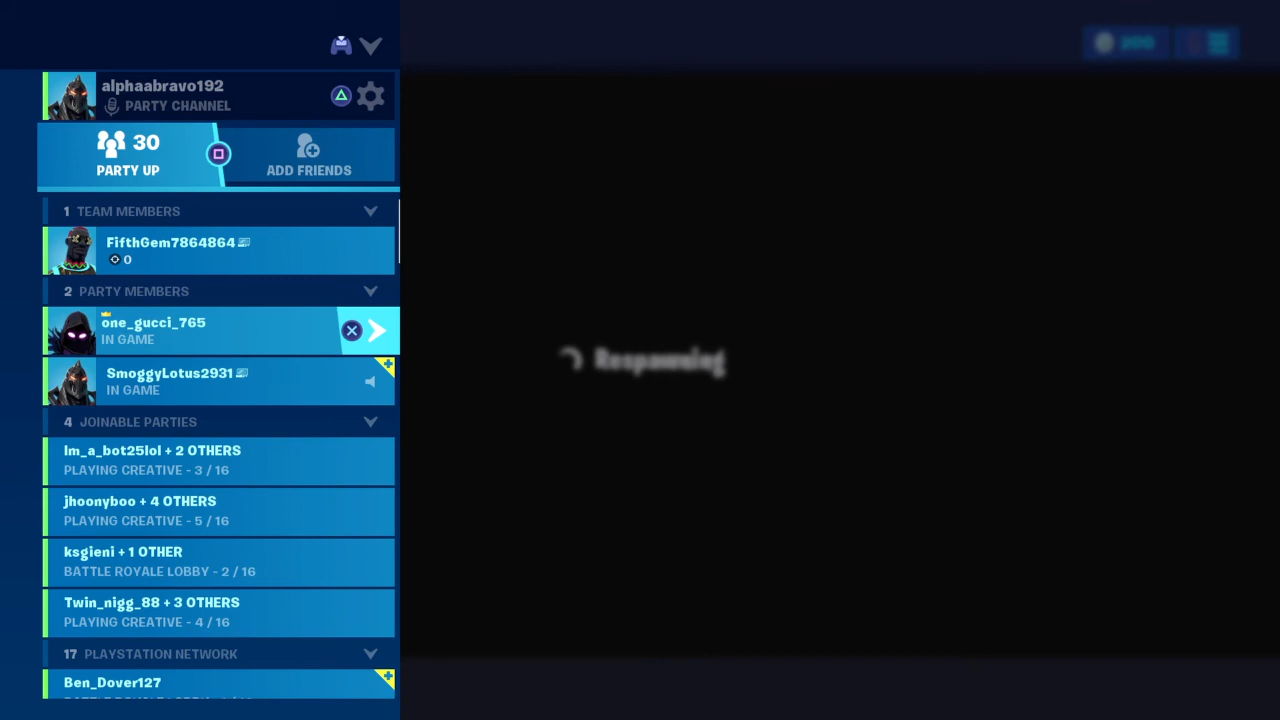 200
alphaabravo192
PARTY CHANNEL
30
PARTY UP
ADD FRIENDS
1 TEAM MEMBERS
FifthGem7864864
0
2 PARTY MEMBERS
one_gucci_765
IN GAME
SmoggyLotus2931
IN GAME
4 JOINABLE PARTIES
Im_a_bot25lol + 2 OTHERS
PLAYING CREATIVE - 3 / 16
jhoonyboo + 4 OTHERS
PLAYING CREATIVE - 5 / 16
ksgieni + 1 OTHER
BATTLE ROYALE LOBBY - 2 / 16
Twin_nigg_88 + 3 OTHERS
PLAYING CREATIVE - 4 / 16
17 PLAYSTATION NETWORK
Ben_Dover127
Respawning